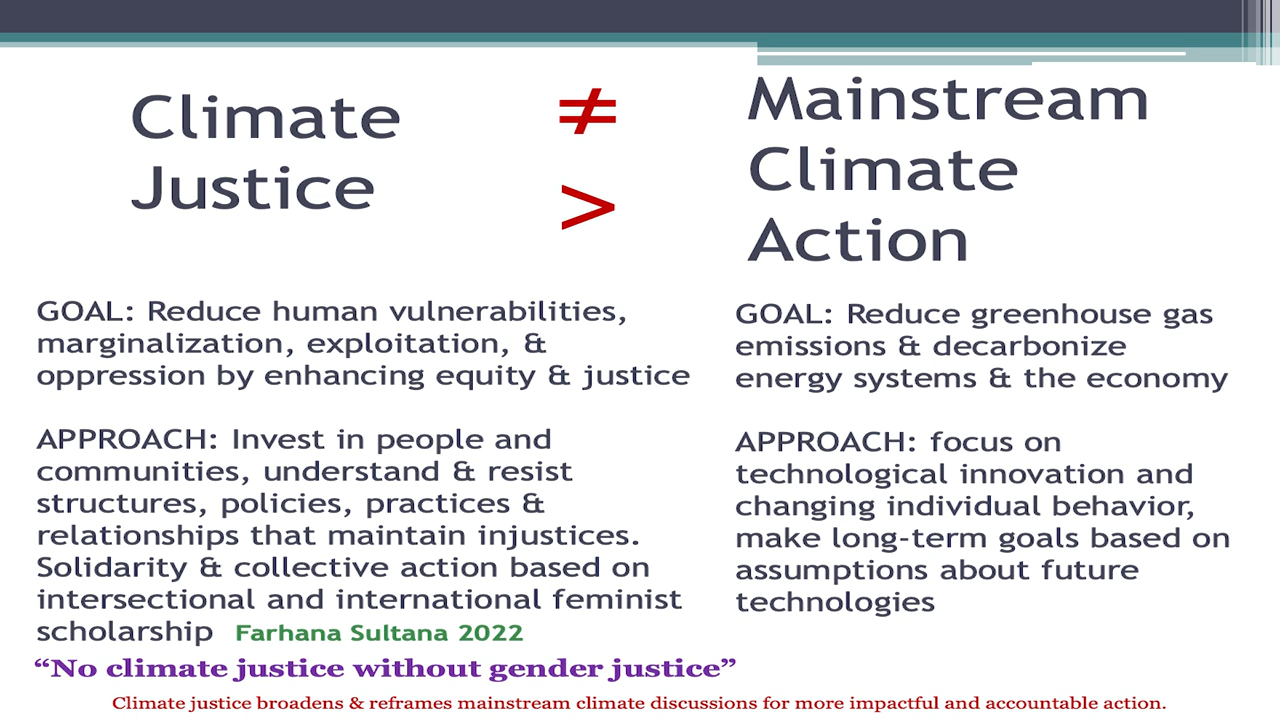 Climate
Justice
≠
>
Mainstream
Climate
Action
GOAL: Reduce human vulnerabilities,
marginalization, exploitation, &
oppression by enhancing equity & justice
APPROACH: Invest in people and
communities, understand & resist
structures, policies, practices &
relationships that maintain injustices.
Solidarity & collective action based on
intersectional and international feminist
scholarship Farhana Sultana 2022
“No climate justice without gender justice”
GOAL: Reduce greenhouse gas
emissions & decarbonize
energy systems & the economy
APPROACH: focus on
technological innovation and
changing individual behavior,
make long-term goals based on
assumptions about future
technologies
Climate justice broadens & reframes mainstream climate discussions for more impactful and accountable action.